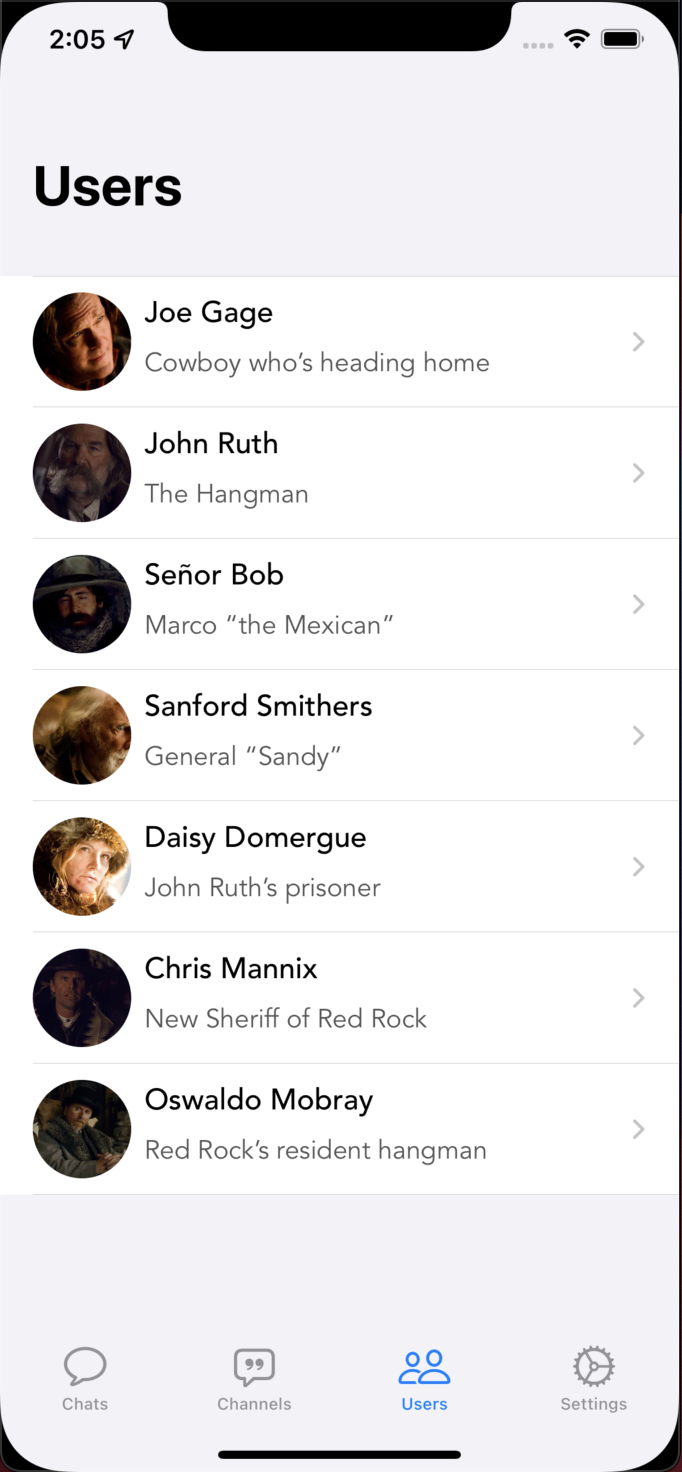 2:05
Users
Joe Gage
Cowboy who’s heading home
John Ruth
The Hangman
Señor Bob
Marco “the Mexican”
Sanford Smithers
General “Sandy”
Daisy Domergue
John Ruth’s prisoner
Chris Mannix
New Sheriff of Red Rock
Oswaldo Mobray
Red Rock’s resident hangman
Chats
Channels
Users
Settings